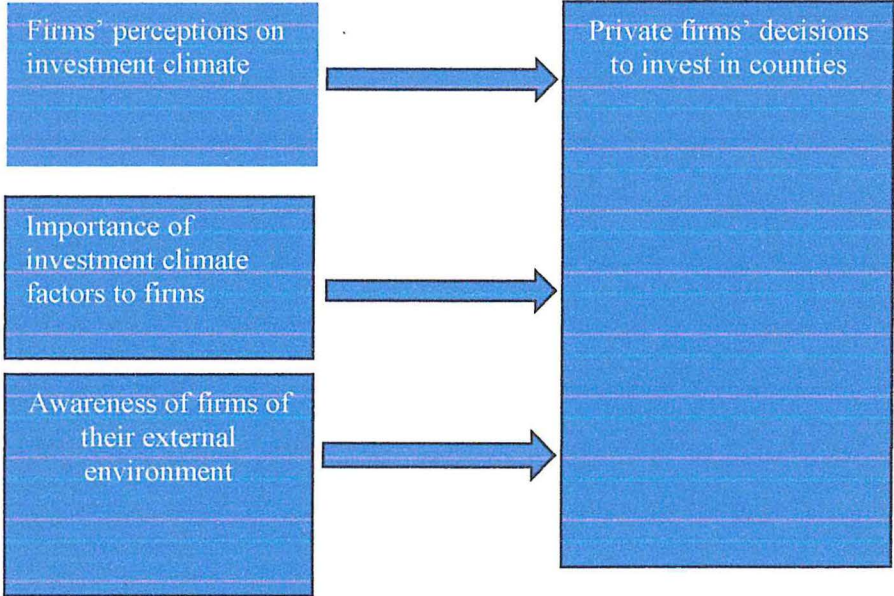 Firms' perceptions on
investment climate
Private firms' decisions
to invest in counties
Importance of
investment climate
factors to firms
Awareness of firms of
their external
environment